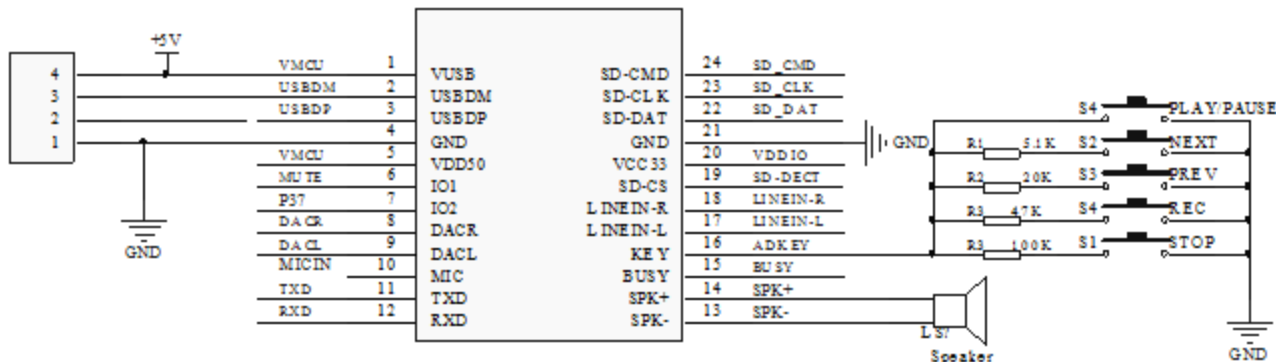 +5V
4
3
2
1
GND
VMCU 1 VUSB
USBDM 2 USBDM
USBDP 3 USBDP
4 GND
VMCU 5 VDD50
MUTE 6 IO1
P37 7 IO2
DACR 8 DACR
DACL 9 DACL
MICIN 10 MIC
TXD 11 TXD
RXD 12 RXD
SD-CMD 24 SD_CMD
SD-CLK 23 SD_CLK
SD-DAT 22 SD_DAT
GND 21 GND
VCC33 20 VDDIO
SD-CS 19 SD-DECT
LINEIN-R 18 LINEIN-R
LINEIN-L 17 LINEIN-L
KEY 16 ADKEY
BUSY 15 BUSY
SPK+ 14 SPK+
SPK- 13 SPK-
LS?
Speaker
S4 PLAY/PAUSE
R1 5.1K S2 NEXT
R2 20K S3 PREV
R3 47K S4 REC
R3 100K S1 STOP
GND